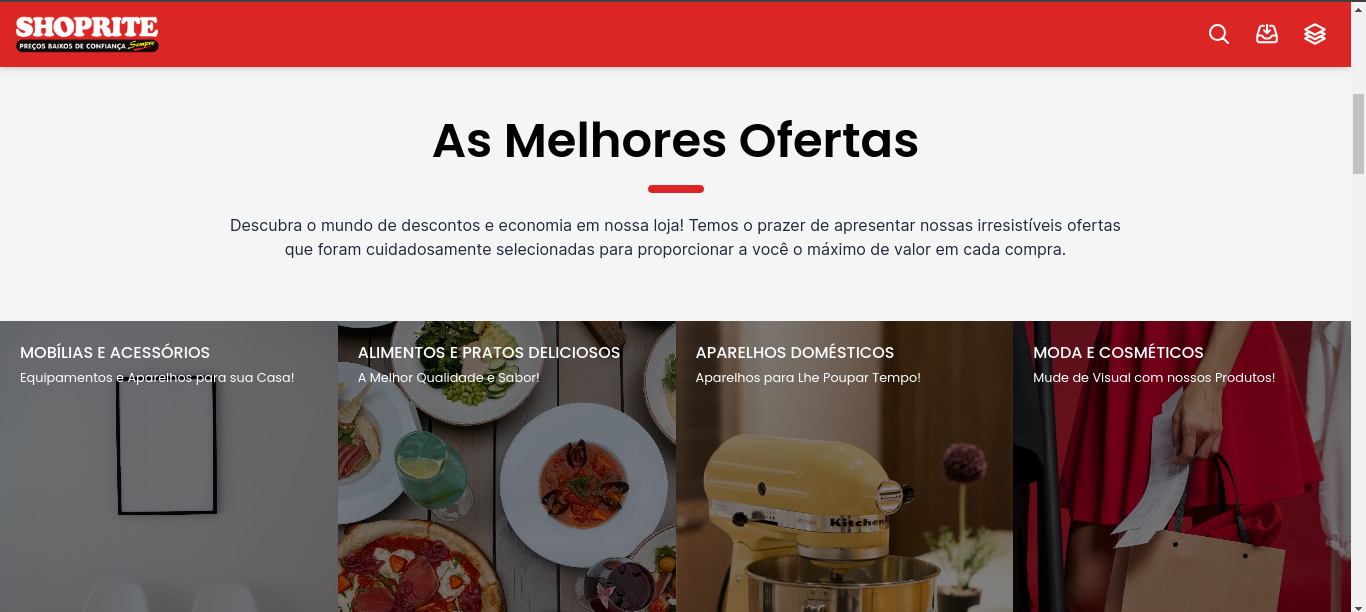 SHOPRITE
PREÇOS BAIXOS DE CONFIANÇA Sempre
As Melhores Ofertas
Descubra o mundo de descontos e economia em nossa loja! Temos o prazer de apresentar nossas irresistíveis ofertas
que foram cuidadosamente selecionadas para proporcionar a você o máximo de valor em cada compra.
MOBÍLIAS E ACESSÓRIOS
Equipamentos e Aparelhos para sua Casa!
ALIMENTOS E PRATOS DELICIOSOS
A Melhor Qualidade e Sabor!
APARELHOS DOMÉSTICOS
Aparelhos para Lhe Poupar Tempo!
MODA E COSMÉTICOS
Mude de Visual com nossos Produtos!
Kitchen